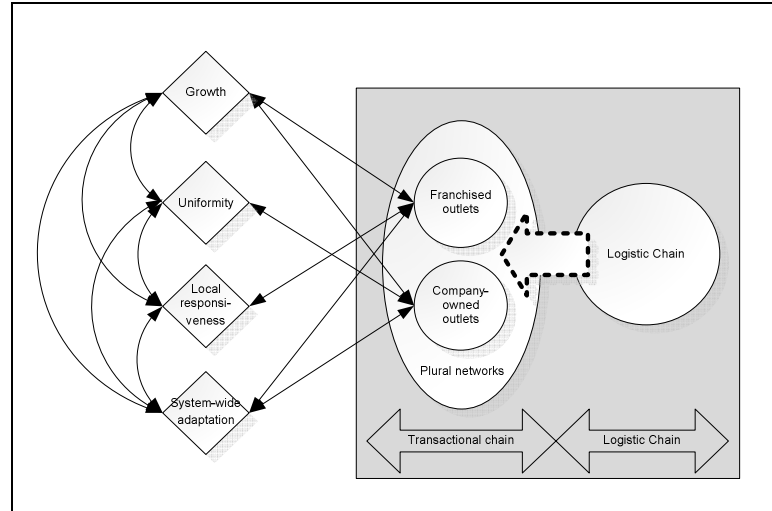 Growth
Uniformity
Local
responsi-
veness
System-wide
adaptation
Franchised
outlets
Company-
owned
outlets
Plural networks
Logistic Chain
Transactional chain
Logistic Chain